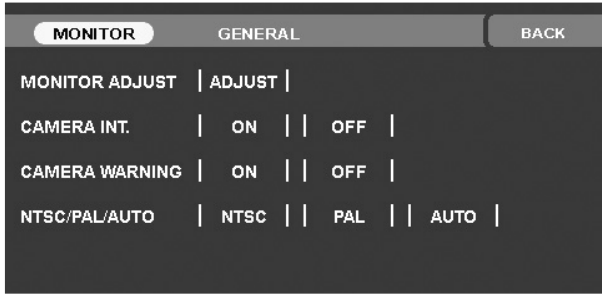 MONITOR GENERAL BACK
MONITOR ADJUST | ADJUST |
CAMERA INT. | ON | | OFF |
CAMERA WARNING | ON | | OFF |
NTSC/PAL/AUTO | NTSC | | PAL | | AUTO |